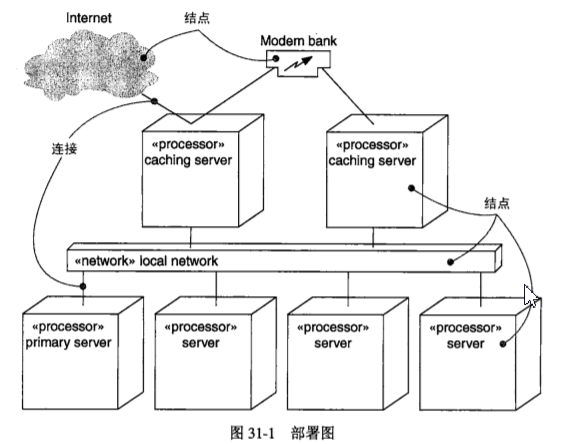 Internet
结点
Modem bank
«processor»
caching server
«processor»
caching server
连接
结点
«network» local network
«processor»
primary server
«processor»
server
«processor»
server
«processor»
server
图 31-1 部署图